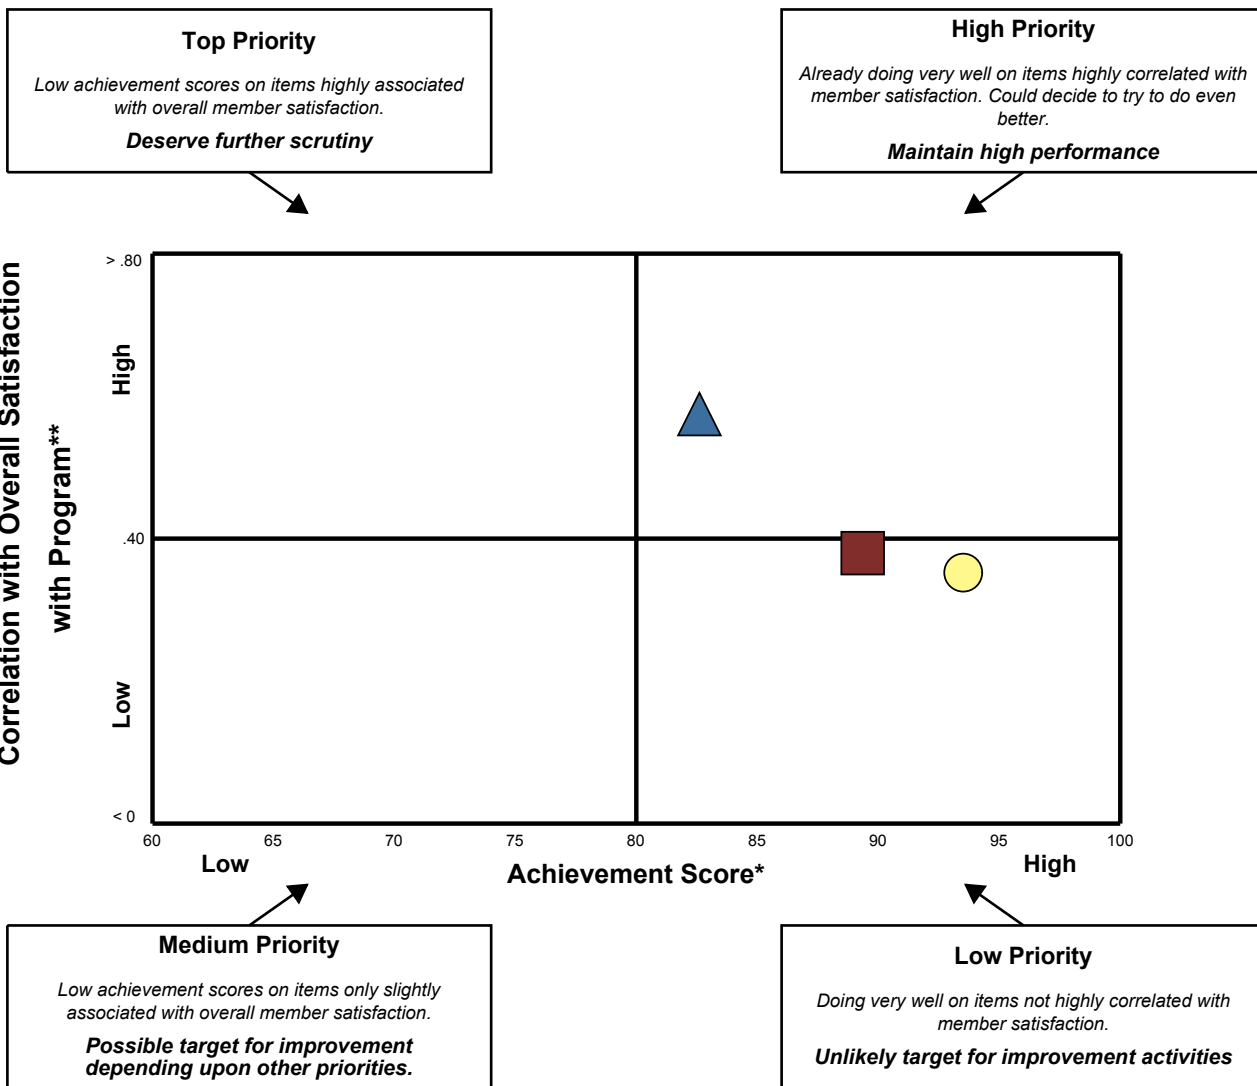 Top Priority
Low achievement scores on items highly associated
with overall member satisfaction.
Deserve further scrutiny
High Priority
Already doing very well on items highly correlated with
member satisfaction. Could decide to try to do even
better.
Maintain high performance
Correlation with Overall Satisfaction
with Program**
> .80
High
.40
Low
< 0
60
65
70
75
80
85
90
95
100
Low
Achievement Score*
High
Medium Priority
Low achievement scores on items only slightly
associated with overall member satisfaction.
Possible target for improvement
depending upon other priorities.
Low Priority
Doing very well on items not highly correlated with
member satisfaction.
Unlikely target for improvement activities